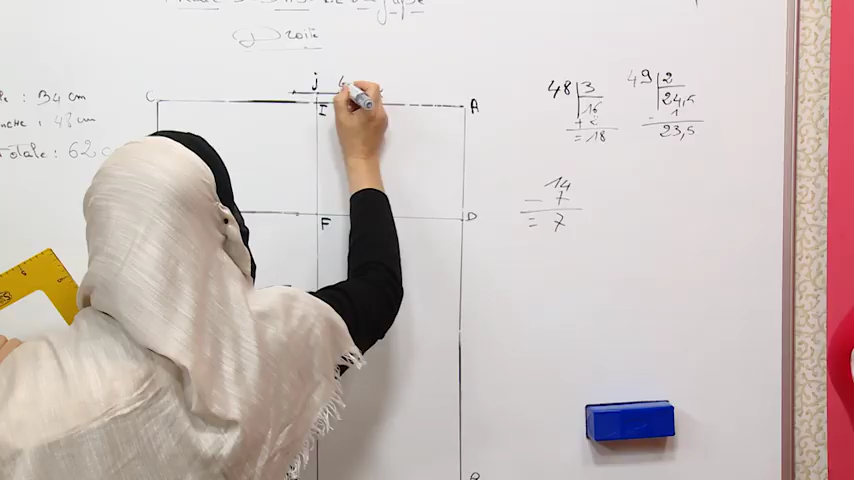 Droite
: 34 cm
: 48 cm
Totale : 62 c
C
j
I
A
F
D
48 3
16
+ 2
= 18
49 2
24,5
- 1
23,5
14
- 7
= 7